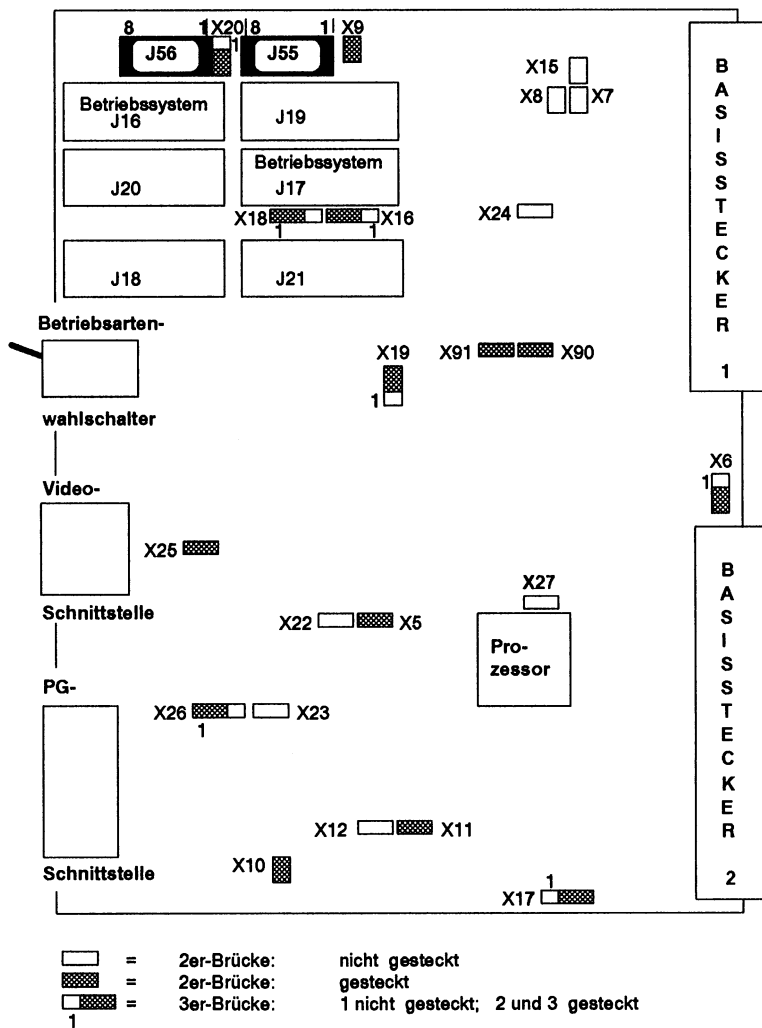 8 1 X20 8 1 X9
J56 1 J55
X15
X8 X7
Betriebssystem
J16 J19
Betriebssystem
J20 J17
X18 X16
1 1
X24
J18 J21
Betriebsarten-
X19 X91 X90
1
wahlschalter
BASISSTECKER 1
X6
1
Video-
X25
Schnittstelle
X27
X22 X5
Pro-
zessor
PG-
X26 X23
1
X12 X11
X10
Schnittstelle
1
X17
BASISSTECKER 2
= 2er-Brücke: nicht gesteckt
= 2er-Brücke: gesteckt
= 3er-Brücke: 1 nicht gesteckt; 2 und 3 gesteckt
1